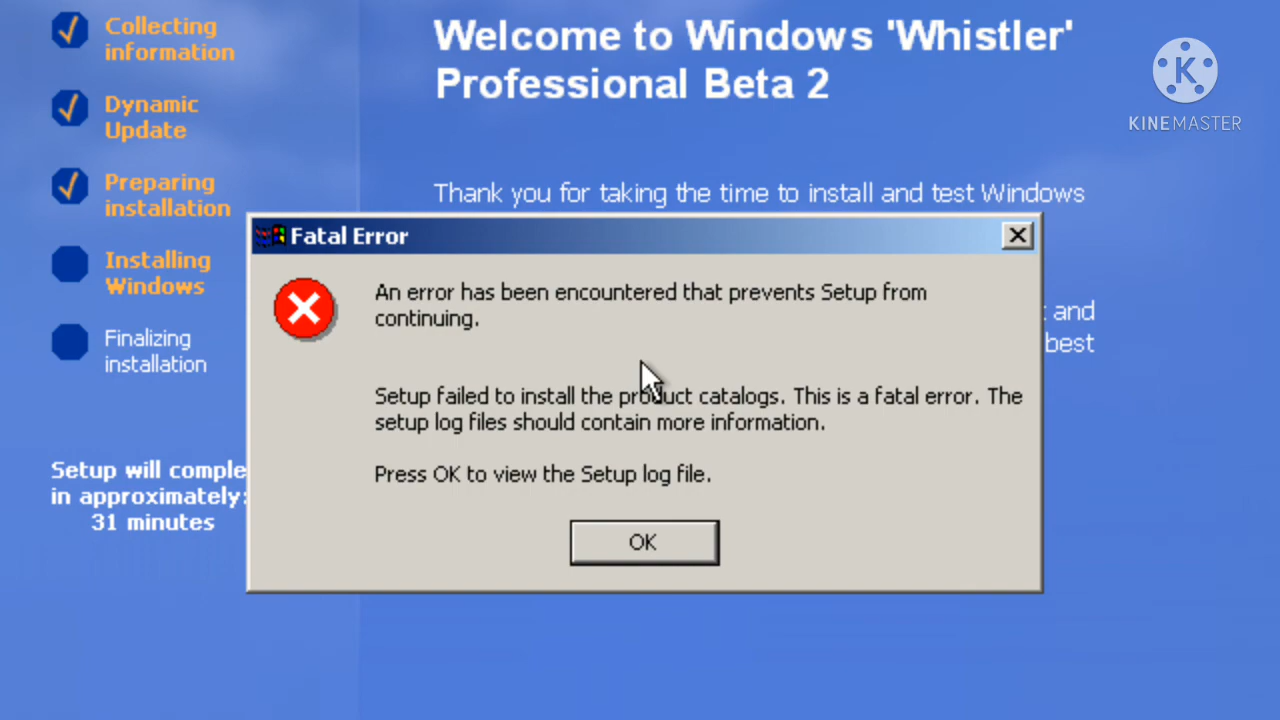 Collecting
information
Dynamic
Update
Preparing
installation
Installing
Windows
Finalizing
installation
Setup will comple
in approximately:
31 minutes
Welcome to Windows 'Whistler'
Professional Beta 2
Thank you for taking the time to install and test Windows
and
best
K
KINEMASTER
Fatal Error
An error has been encountered that prevents Setup from
continuing.
Setup failed to install the product catalogs. This is a fatal error. The
setup log files should contain more information.
Press OK to view the Setup log file.
OK